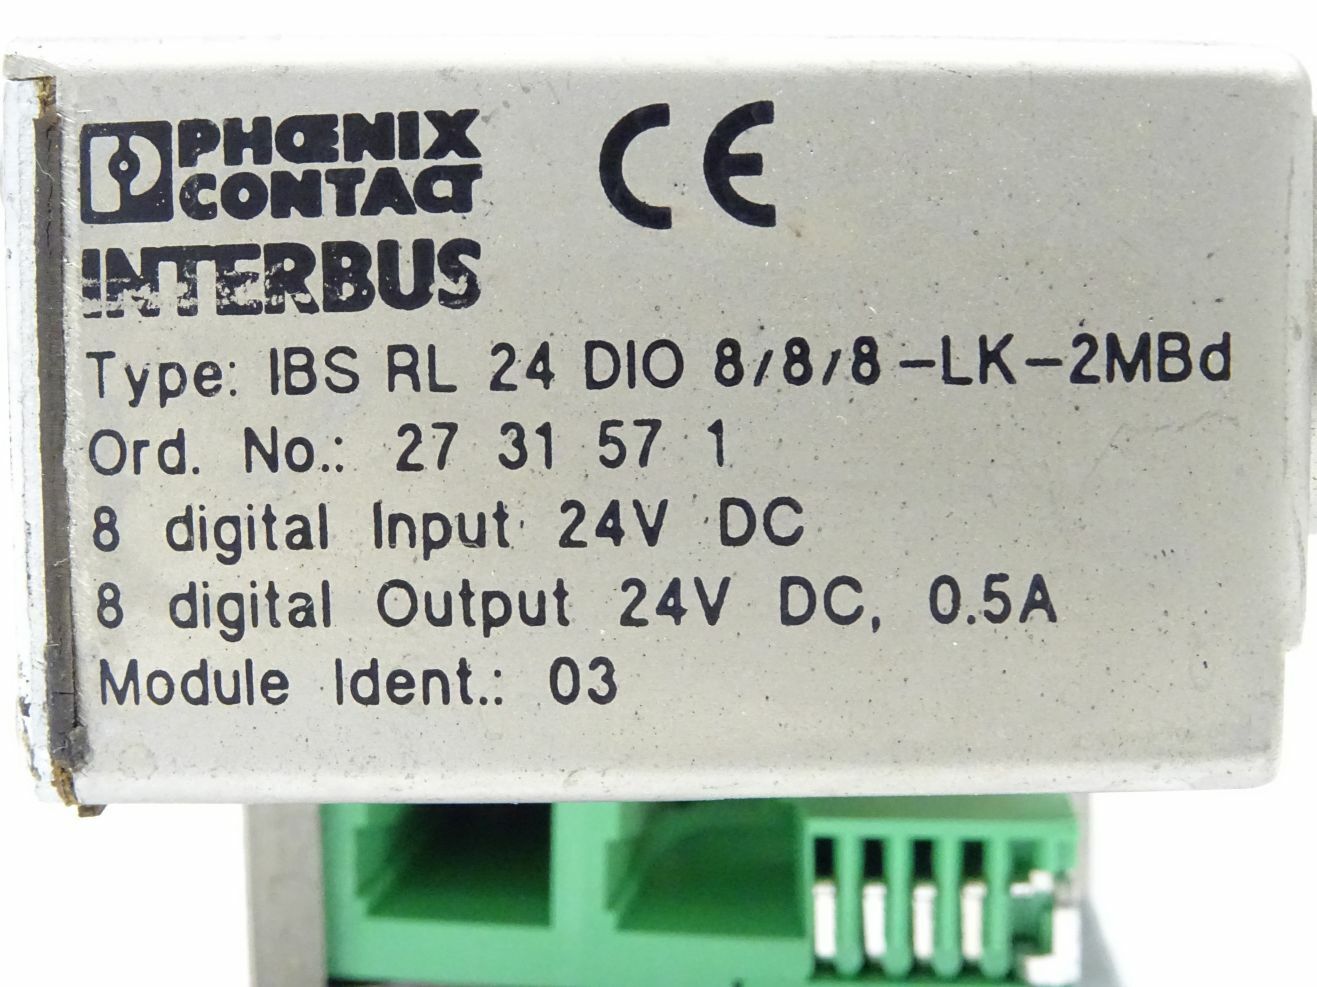 PHOENIX
CONTACT
CE
INTERBUS
Type: IBS RL 24 DIO 8/8/8-LK-2MBd
Ord. No.: 27 31 57 1
8 digital Input 24V DC
8 digital Output 24V DC, 0.5A
Module Ident.: 03